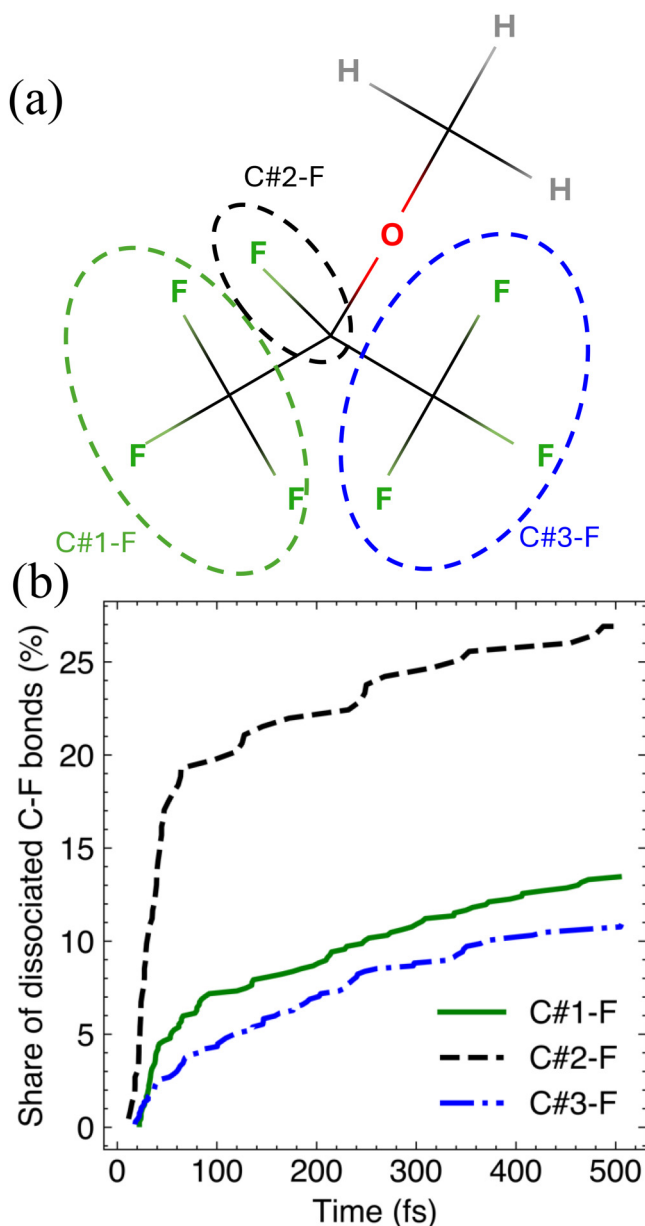 (a)
H
H
H
C#2-F
O
F
F
F
F
F
F
F
C#1-F
C#3-F
(b)
Share of dissociated C-F bonds (%)
25
20
15
10
5
0
C#1-F
C#2-F
C#3-F
0 100 200 300 400 500
Time (fs)